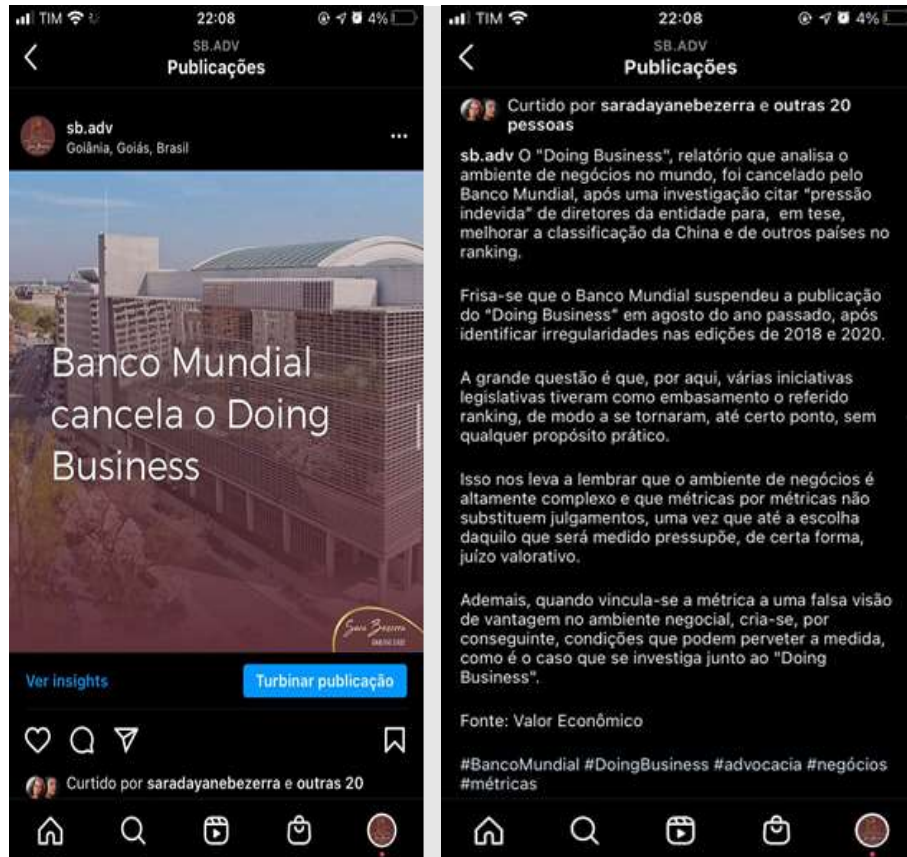 TIM
22:08
4%
SB.ADV
Publicações
sb.adv
Goiânia, Goiás, Brasil
Banco Mundial
cancela o Doing
Business
Sara Bezerra
Ver insights
Turbinar publicação
Curtido por saradayanebezerra e outras 20
TIM
22:08
4%
SB.ADV
Publicações
Curtido por saradayanebezerra e outras 20
pessoas
sb.adv O "Doing Business", relatório que analisa o
ambiente de negócios no mundo, foi cancelado pelo
Banco Mundial, após uma investigação citar "pressão
indevida" de diretores da entidade para, em tese,
melhorar a classificação da China e de outros países no
ranking.
Frisa-se que o Banco Mundial suspendeu a publicação
do "Doing Business" em agosto do ano passado, após
identificar irregularidades nas edições de 2018 e 2020.
A grande questão é que, por aqui, várias iniciativas
legislativas tiveram como embasamento o referido
ranking, de modo a se tornaram, até certo ponto, sem
qualquer propósito prático.
Isso nos leva a lembrar que o ambiente de negócios é
altamente complexo e que métricas por métricas não
substituem julgamentos, uma vez que até a escolha
daquilo que será medido pressupõe, de certa forma,
juízo valorativo.
Ademais, quando vincula-se a métrica a uma falsa visão
de vantagem no ambiente negocial, cria-se, por
conseguinte, condições que podem perveter a medida,
como é o caso que se investiga junto ao "Doing
Business".
Fonte: Valor Econômico
#BancoMundial #DoingBusiness #advocacia #negócios
#métricas